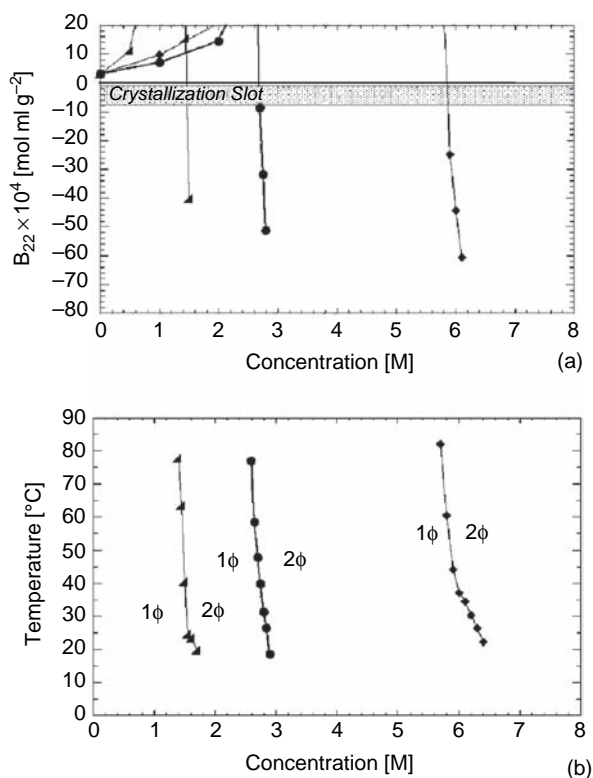 20
10
0
−10
−20
−30
−40
−50
−60
−70
−80
B₂₂ × 10⁴ [mol ml g⁻²]
Crystallization Slot
0 1 2 3 4 5 6 7 8
Concentration [M]
(a)
90
80
70
60
50
40
30
20
10
0
Temperature [°C]
1ϕ 2ϕ
1ϕ 2ϕ
1ϕ 2ϕ
0 1 2 3 4 5 6 7 8
Concentration [M]
(b)